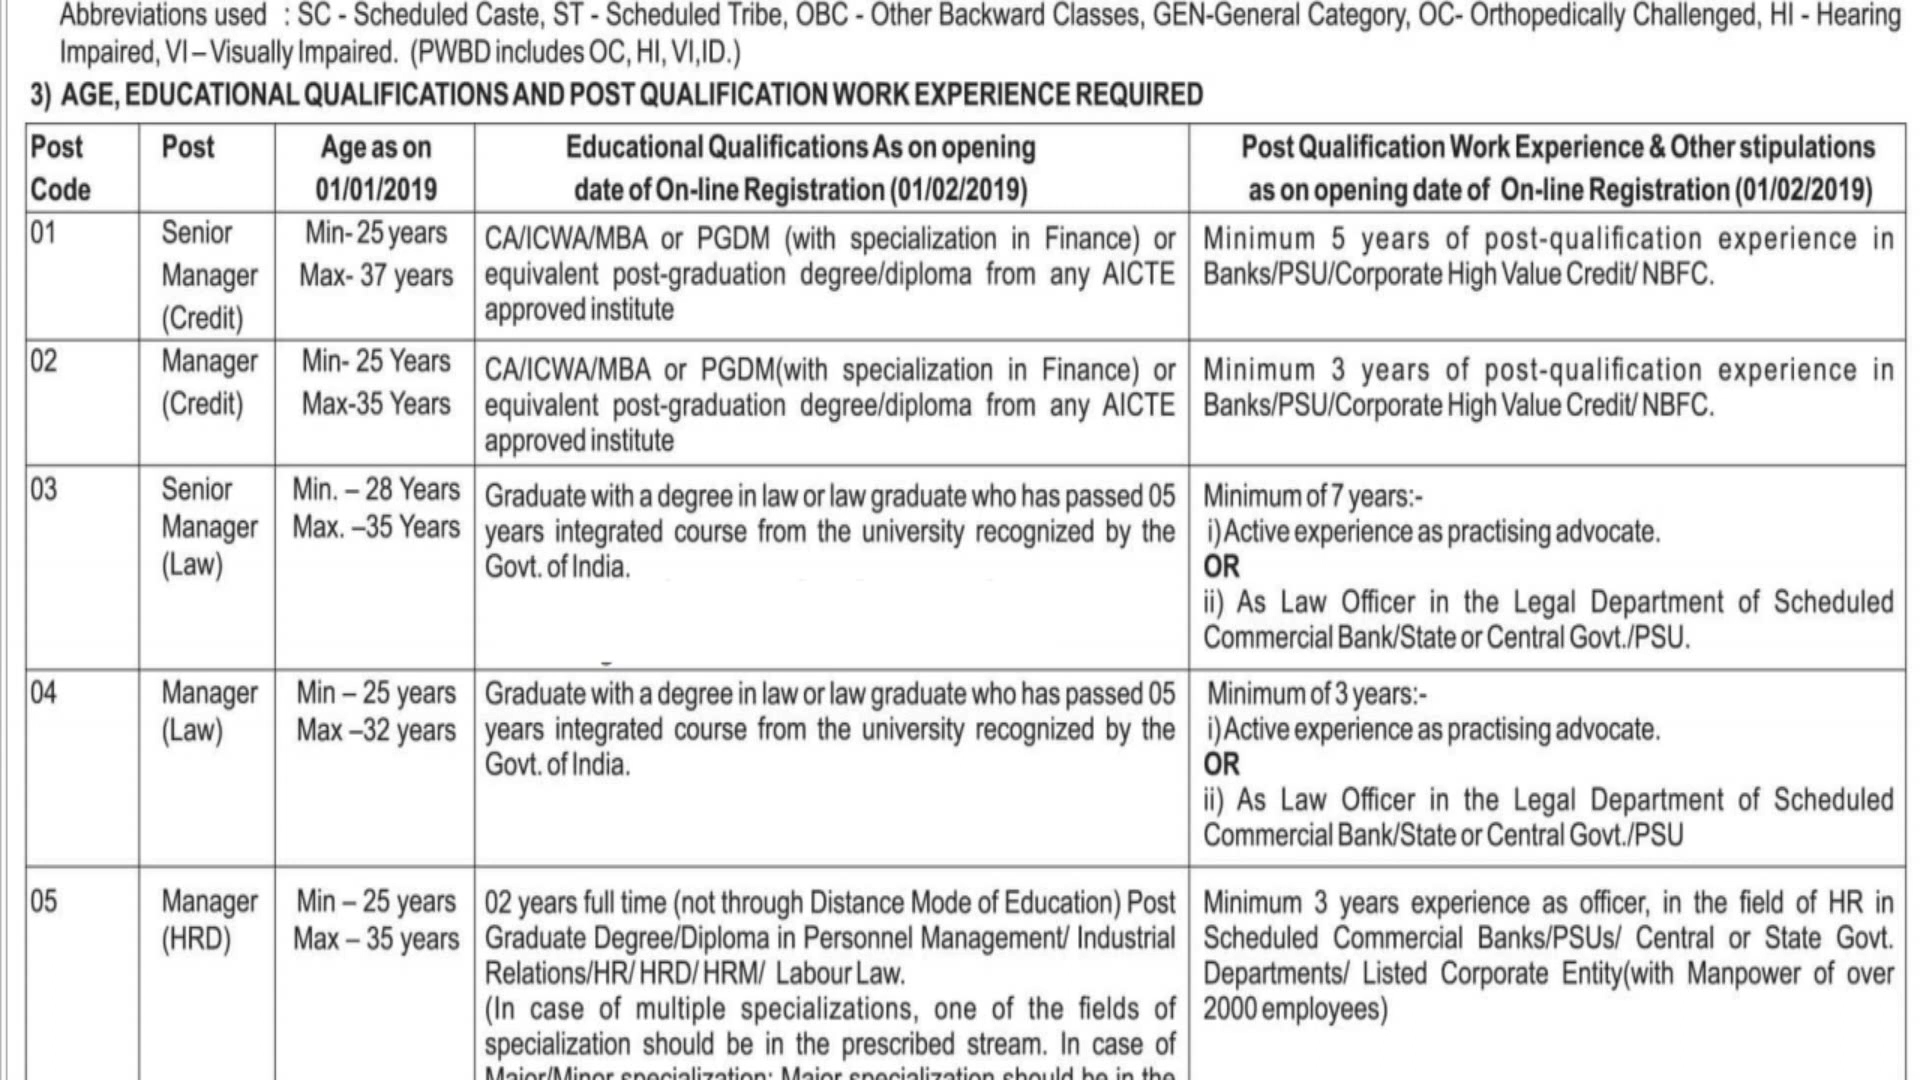 Abbreviations used : SC - Scheduled Caste, ST - Scheduled Tribe, OBC - Other Backward Classes, GEN-General Category, OC- Orthopedically Challenged, HI - Hearing
Impaired, VI – Visually Impaired. (PWBD includes OC, HI, VI,ID.)
3) AGE, EDUCATIONAL QUALIFICATIONS AND POST QUALIFICATION WORK EXPERIENCE REQUIRED
Post
Code
Post
Age as on
01/01/2019
Educational Qualifications As on opening
date of On-line Registration (01/02/2019)
Post Qualification Work Experience & Other stipulations
as on opening date of On-line Registration (01/02/2019)
01
Senior
Manager
(Credit)
Min- 25 years
Max- 37 years
CA/ICWA/MBA or PGDM (with specialization in Finance) or
equivalent post-graduation degree/diploma from any AICTE
approved institute
Minimum 5 years of post-qualification experience in
Banks/PSU/Corporate High Value Credit/ NBFC.
02
Manager
(Credit)
Min- 25 Years
Max-35 Years
CA/ICWA/MBA or PGDM(with specialization in Finance) or
equivalent post-graduation degree/diploma from any AICTE
approved institute
Minimum 3 years of post-qualification experience in
Banks/PSU/Corporate High Value Credit/ NBFC.
03
Senior
Manager
(Law)
Min. – 28 Years
Max. –35 Years
Graduate with a degree in law or law graduate who has passed 05
years integrated course from the university recognized by the
Govt. of India.
Minimum of 7 years:-
i)Active experience as practising advocate.
OR
ii) As Law Officer in the Legal Department of Scheduled
Commercial Bank/State or Central Govt./PSU.
04
Manager
(Law)
Min – 25 years
Max –32 years
Graduate with a degree in law or law graduate who has passed 05
years integrated course from the university recognized by the
Govt. of India.
Minimum of 3 years:-
i)Active experience as practising advocate.
OR
ii) As Law Officer in the Legal Department of Scheduled
Commercial Bank/State or Central Govt./PSU
05
Manager
(HRD)
Min – 25 years
Max – 35 years
02 years full time (not through Distance Mode of Education) Post
Graduate Degree/Diploma in Personnel Management/ Industrial
Relations/HR/ HRD/ HRM/ Labour Law.
(In case of multiple specializations, one of the fields of
specialization should be in the prescribed stream. In case of
Major/Minor specialization; Major specialization should be in the
Minimum 3 years experience as officer, in the field of HR in
Scheduled Commercial Banks/PSUs/ Central or State Govt.
Departments/ Listed Corporate Entity(with Manpower of over
2000 employees)